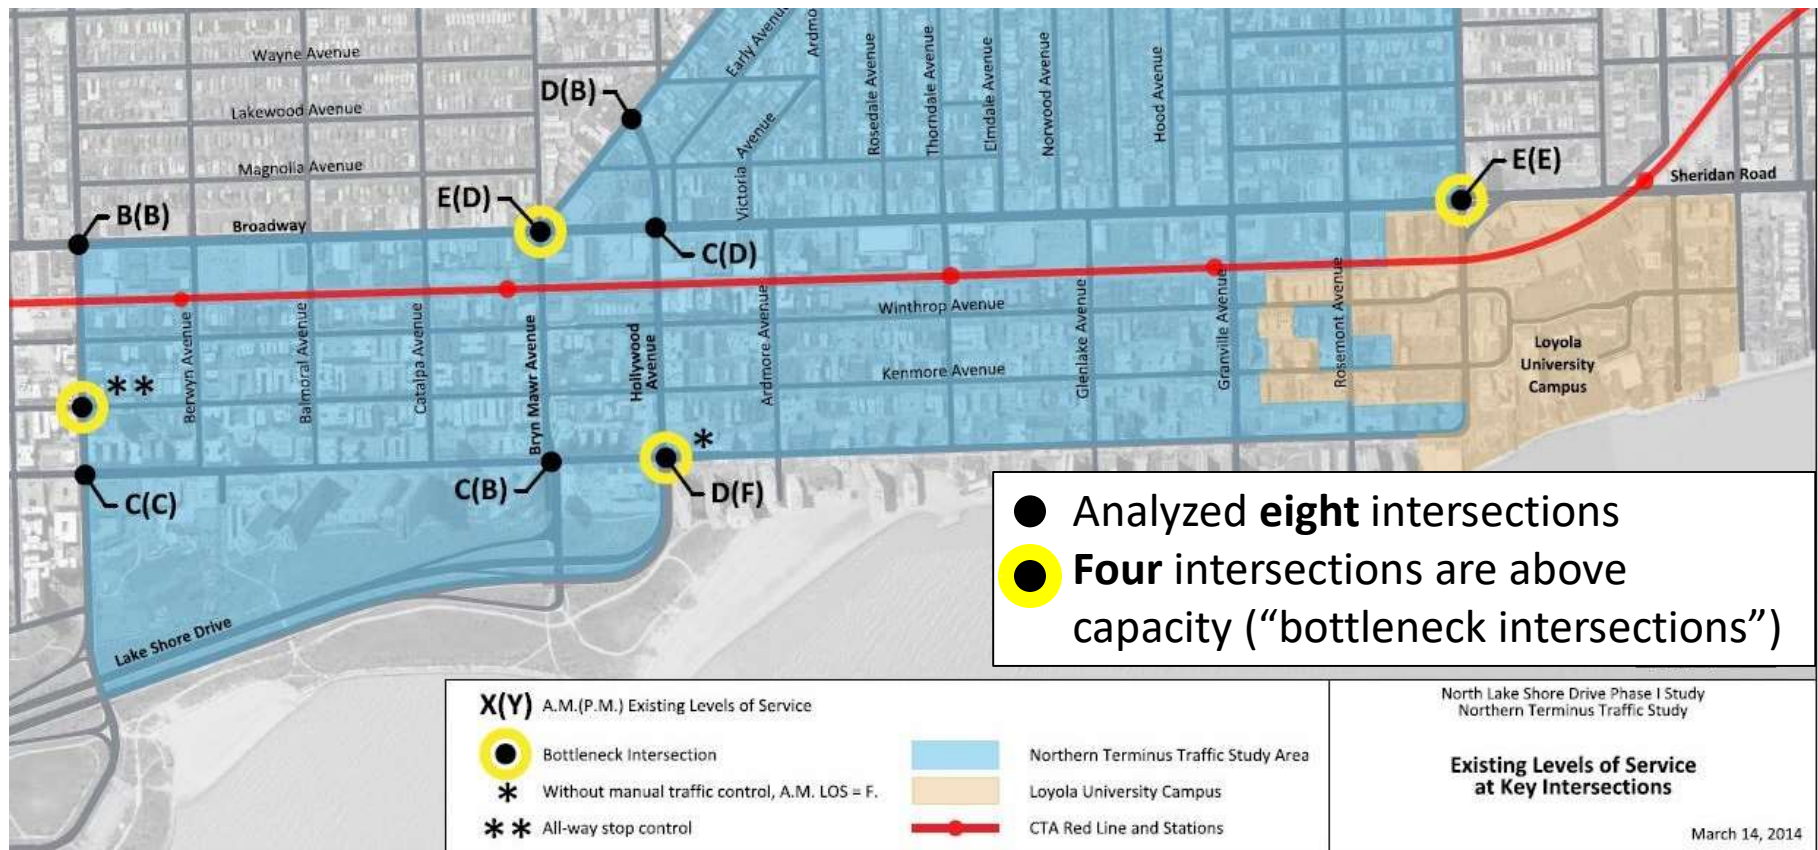 Wayne Avenue
Lakewood Avenue
Magnolia Avenue
Early Avenue
Ardmo
Victoria Avenue
Rosedale Avenue
Thorndale Avenue
Elmdale Avenue
Norwood Avenue
Hood Avenue
D(B)
E(D)
B(B)
Broadway
C(D)
E(E)
Sheridan Road
Winthrop Avenue
Kenmore Avenue
Berwyn Avenue
Balmoral Avenue
Catalpa Avenue
Bryn Mawr Avenue
Hollywood
Avenue
Ardmore Avenue
Glenlake Avenue
Granville Avenue
Rosemont Avenue
Loyola
University
Campus
**
*
C(C)
C(B)
D(F)
Lake Shore Drive
Analyzed eight intersections
Four intersections are above
capacity (“bottleneck intersections”)
X(Y) A.M.(P.M.) Existing Levels of Service
Bottleneck Intersection
* Without manual traffic control, A.M. LOS = F.
** All-way stop control
Northern Terminus Traffic Study Area
Loyola University Campus
CTA Red Line and Stations
North Lake Shore Drive Phase I Study
Northern Terminus Traffic Study
Existing Levels of Service
at Key Intersections
March 14, 2014